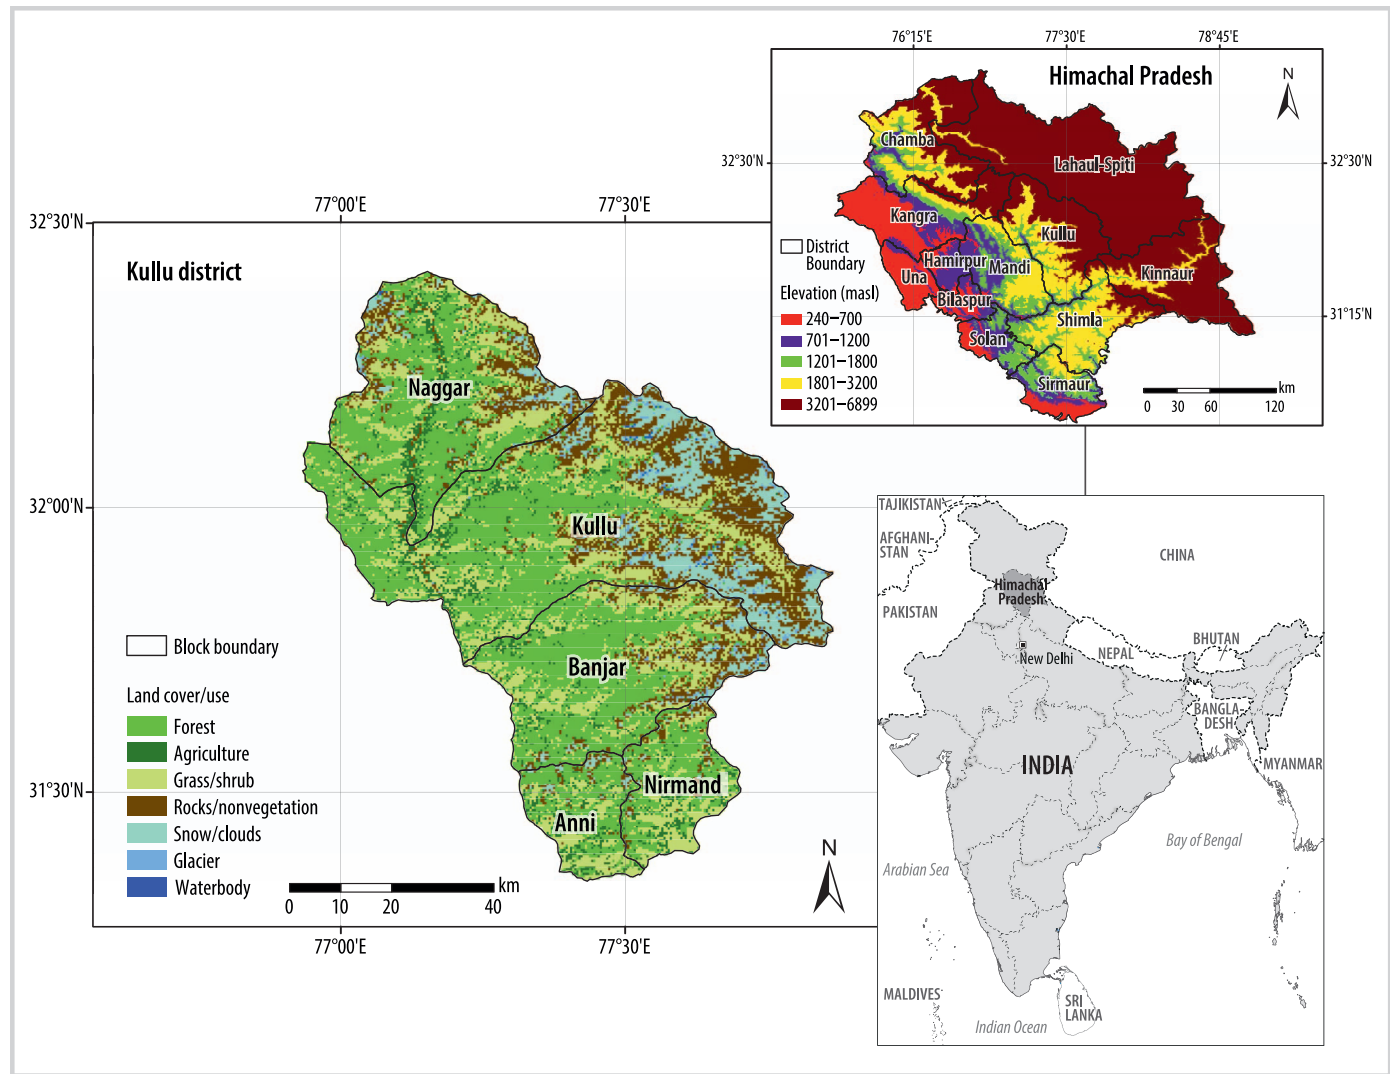 76°15'E
77°30'E
78°45'E
Himachal Pradesh
N
32°30'N
32°30'N
31°15'N
Chamba
Lahaul-Spiti
Kangra
Kullu
Hamirpur
Mandi
Una
Kinnaur
Bilaspur
Shimla
Solan
Sirmaur
District
Boundary
Elevation (masl)
240–700
701–1200
1201–1800
1801–3200
3201–6899
km
0 30 60 120
77°00'E
77°30'E
32°30'N
32°00'N
31°30'N
Kullu district
Naggar
Kullu
Banjar
Nirmand
Anni
Block boundary
Land cover/use
Forest
Agriculture
Grass/shrub
Rocks/nonvegetation
Snow/clouds
Glacier
Waterbody
km
0 10 20 40
N
77°00'E
77°30'E
TAJIKISTAN
AFGHANI-
STAN
CHINA
PAKISTAN
Himachal
Pradesh
New Delhi
NEPAL
BHUTAN
BANGLA-
DESH
MYANMAR
INDIA
Arabian Sea
Bay of Bengal
MALDIVES
SRI
LANKA
Indian Ocean